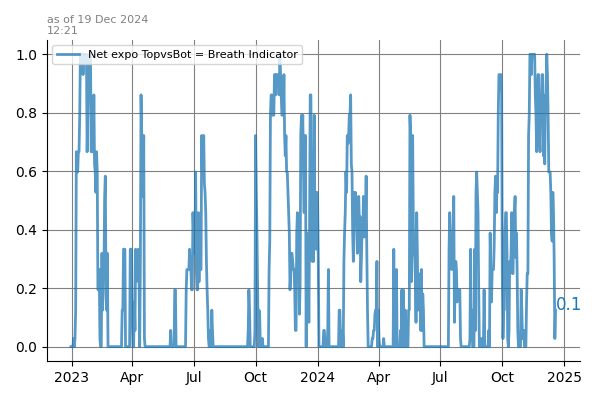 as of 19 Dec 2024
12:21
Net expo TopvsBot = Breath Indicator
1.0
0.8
0.6
0.4
0.2
0.0
0.1
2023 Apr Jul Oct 2024 Apr Jul Oct 2025